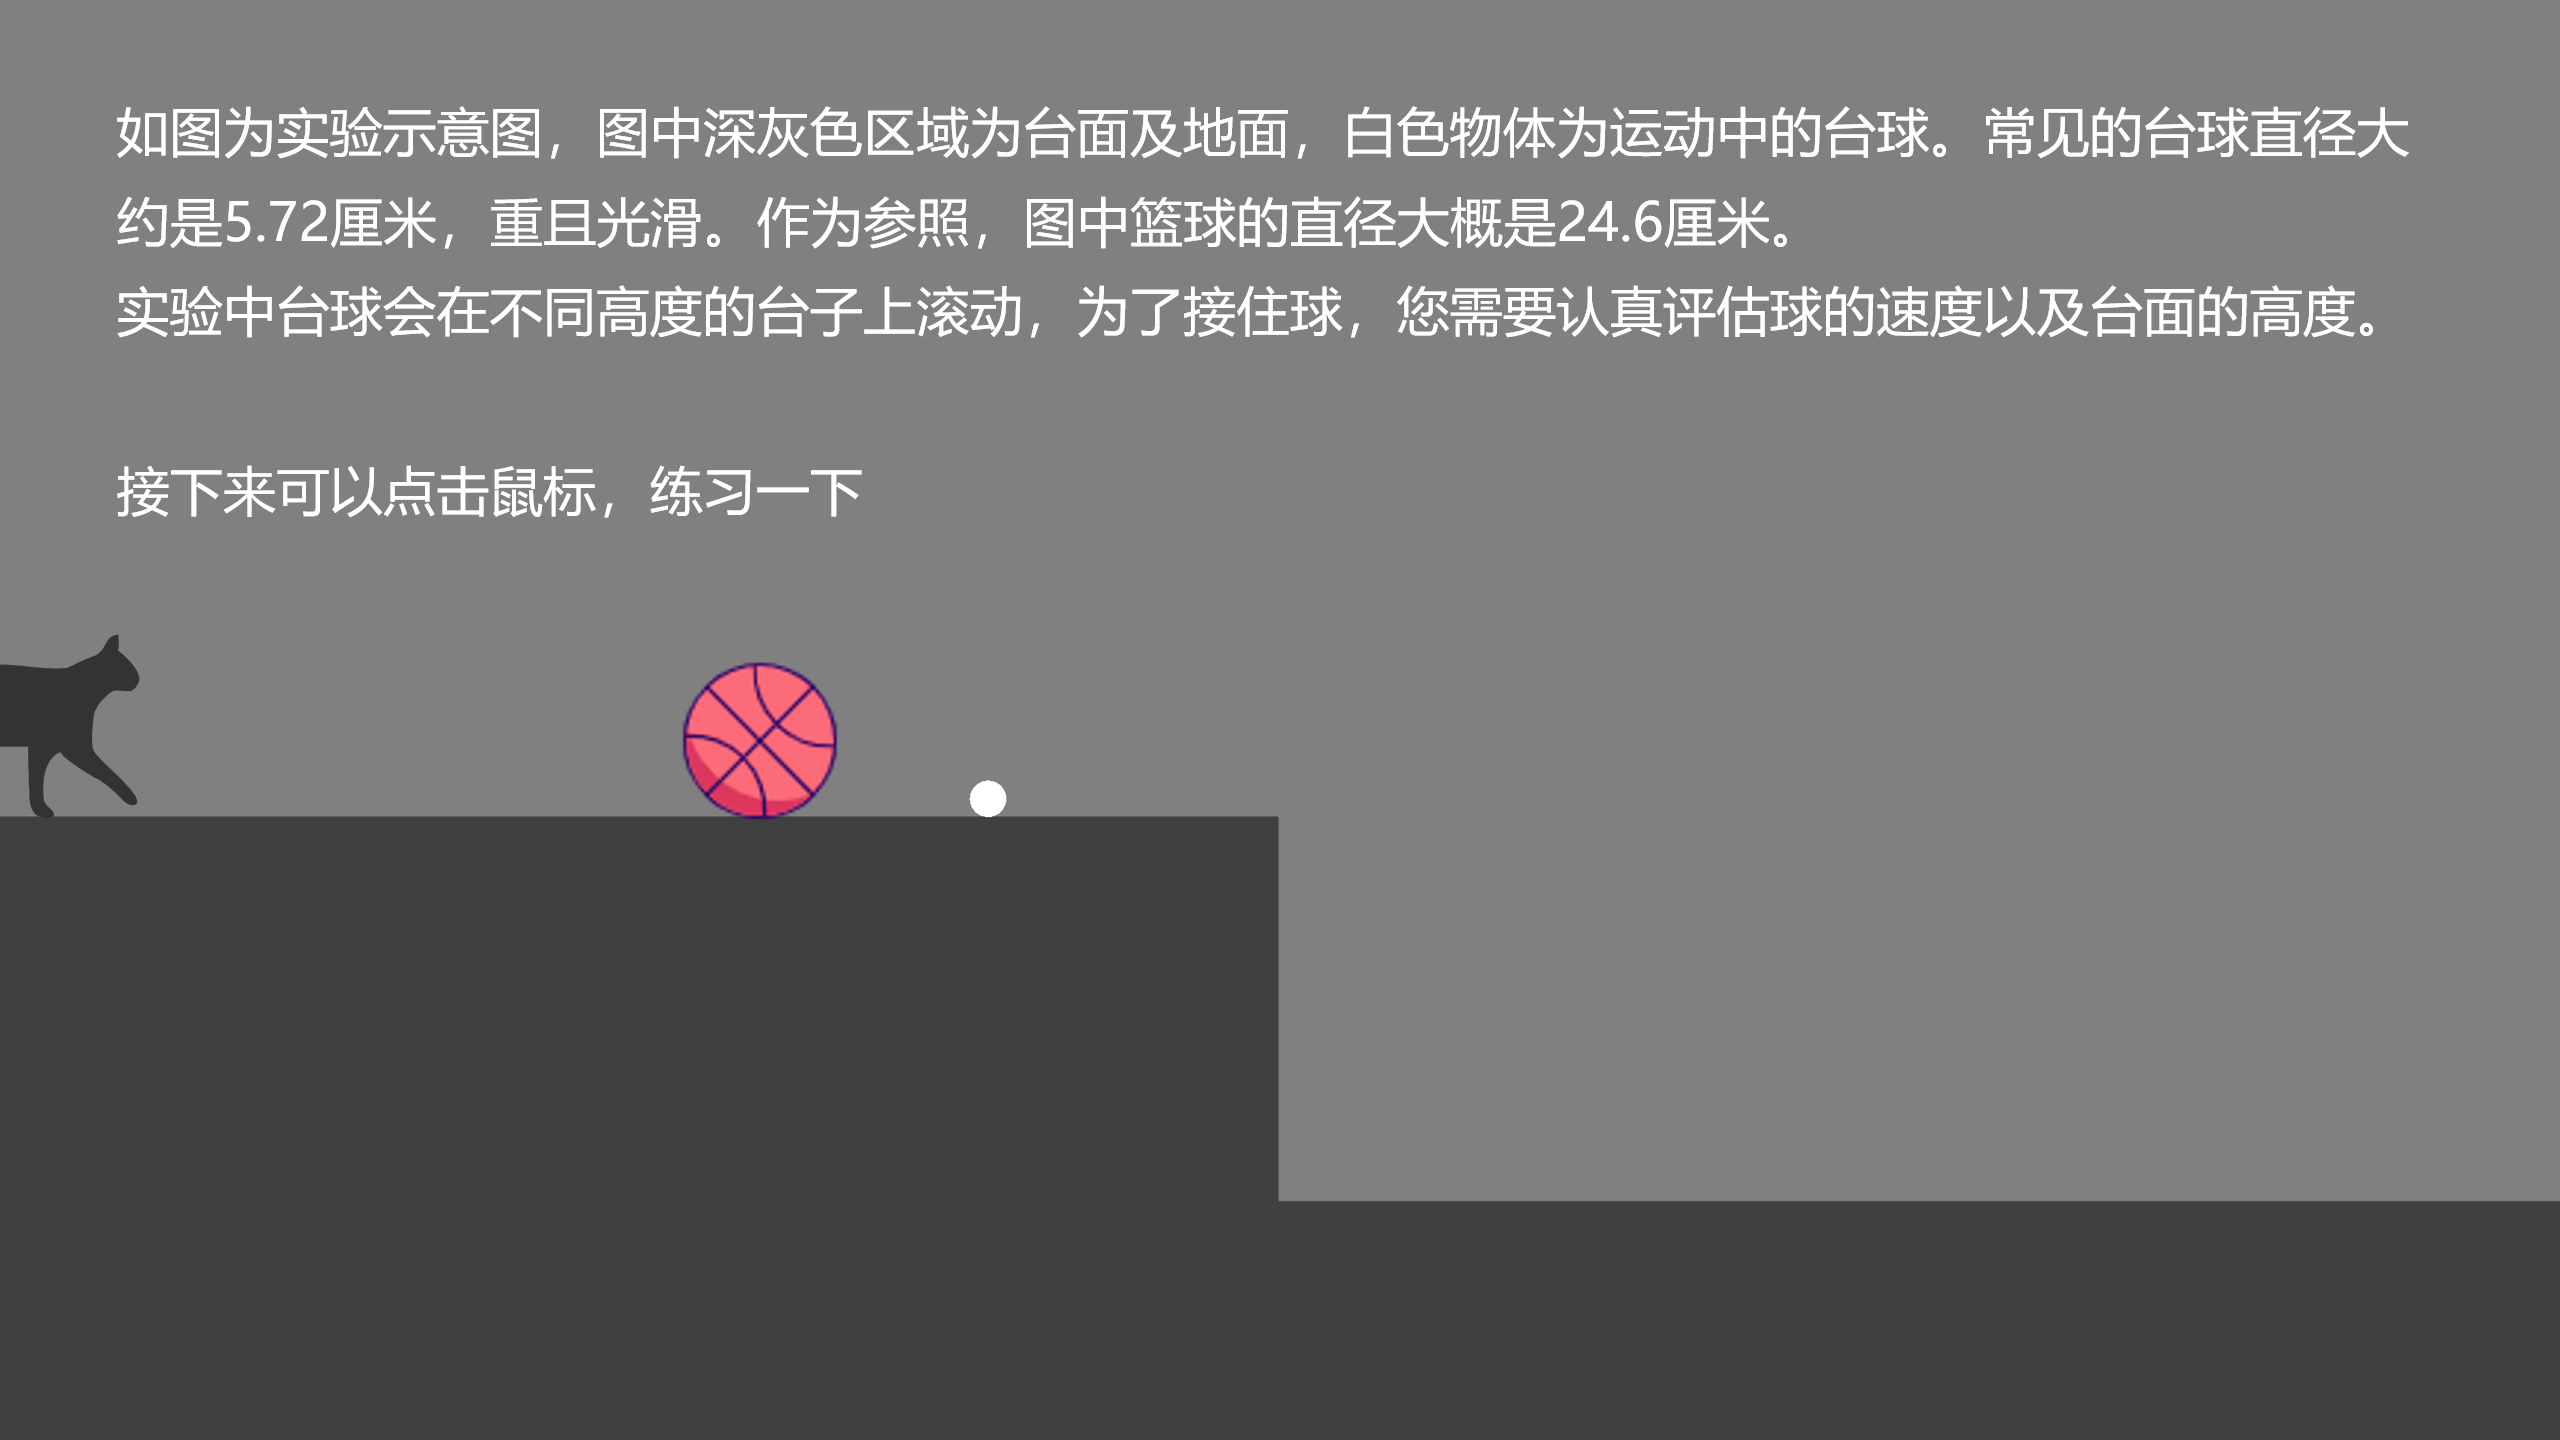 如图为实验示意图，图中深灰色区域为台面及地面，白色物体为运动中的台球。常见的台球直径大
约是5.72厘米，重且光滑。作为参照，图中篮球的直径大概是24.6厘米。
实验中台球会在不同高度的台子上滚动，为了接住球，您需要认真评估球的速度以及台面的高度。
接下来可以点击鼠标，练习一下